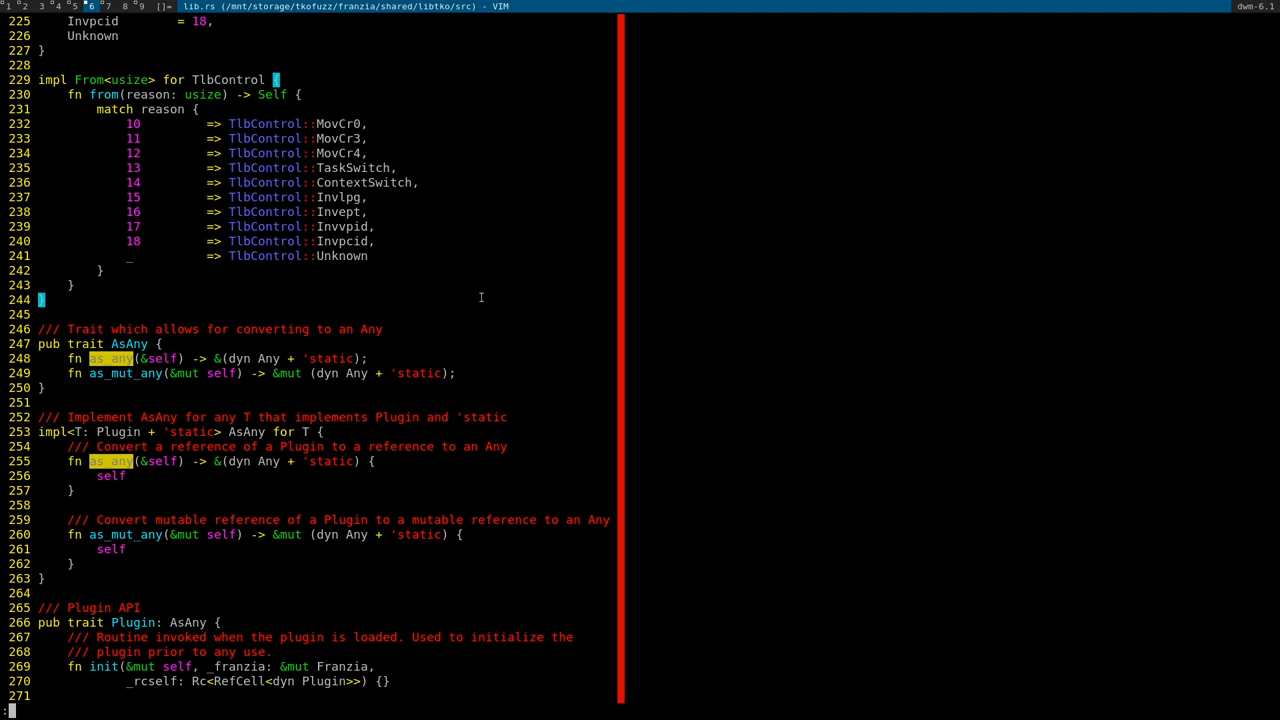 1 2 3 4 5 6 7 8 9 []= lib.rs (/mnt/storage/tkofuzz/franzia/shared/libtko/src) - VIM dwm-6.1
225     Invpcid        = 18,
226     Unknown
227 }
228
229 impl From<usize> for TlbControl {
230     fn from(reason: usize) -> Self {
231         match reason {
232             10         => TlbControl::MovCr0,
233             11         => TlbControl::MovCr3,
234             12         => TlbControl::MovCr4,
235             13         => TlbControl::TaskSwitch,
236             14         => TlbControl::ContextSwitch,
237             15         => TlbControl::Invlpg,
238             16         => TlbControl::Invept,
239             17         => TlbControl::Invvpid,
240             18         => TlbControl::Invpcid,
241             _          => TlbControl::Unknown
242         }
243     }
244 }
245
246 /// Trait which allows for converting to an Any
247 pub trait AsAny {
248     fn as_any(&self) -> &(dyn Any + 'static);
249     fn as_mut_any(&mut self) -> &mut (dyn Any + 'static);
250 }
251
252 /// Implement AsAny for any T that implements Plugin and 'static
253 impl<T: Plugin + 'static> AsAny for T {
254     /// Convert a reference of a Plugin to a reference to an Any
255     fn as_any(&self) -> &(dyn Any + 'static) {
256         self
257     }
258
259     /// Convert mutable reference of a Plugin to a mutable reference to an Any
260     fn as_mut_any(&mut self) -> &mut (dyn Any + 'static) {
261         self
262     }
263 }
264
265 /// Plugin API
266 pub trait Plugin: AsAny {
267     /// Routine invoked when the plugin is loaded. Used to initialize the
268     /// plugin prior to any use.
269     fn init(&mut self, _franzia: &mut Franzia,
270             _rcself: Rc<RefCell<dyn Plugin>>) {}
271
: